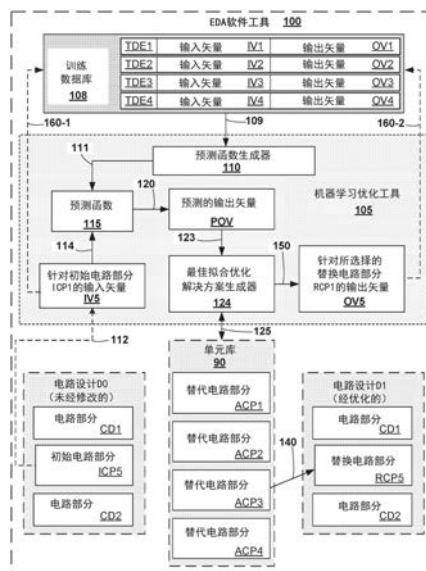 EDA软件工具 100
训练
数据库
108
TDE1 输入矢量 IV1 输出矢量 OV1
TDE2 输入矢量 IV2 输出矢量 OV2
TDE3 输入矢量 IV3 输出矢量 OV3
TDE4 输入矢量 IV4 输出矢量 OV4
160-1
109
160-2
111
预测函数生成器
110
机器学习优化工具
105
预测函数
115
120
预测的输出矢量
POV
114
123
针对初始电路部分
ICP1的输入矢量
IV5
最佳拟合优化
解决方案生成器
124
150
针对所选择的
替换电路部分
RCP1的输出矢量
OV5
112
125
单元库
90
电路设计D0
(未经修改的)
电路部分
CD1
初始电路部分
ICP5
电路部分
CD2
替代电路部分
ACP1
替代电路部分
ACP2
替代电路部分
ACP3
替代电路部分
ACP4
140
电路设计D1
(经优化的)
电路部分
CD1
替换电路部分
RCP5
电路部分
CD2